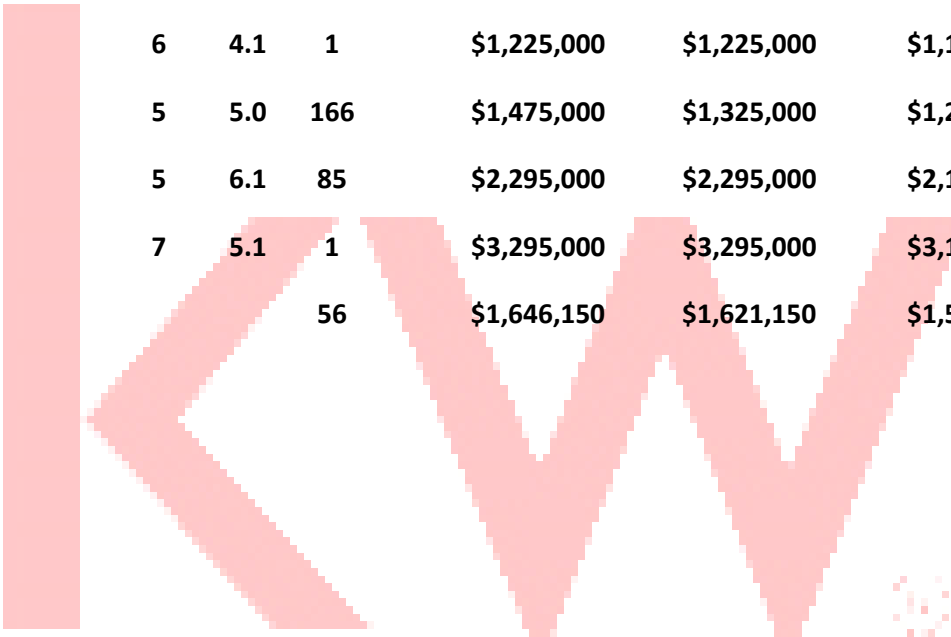 6 4.1 1 $1,225,000 $1,225,000
5 5.0 166 $1,475,000 $1,325,000
5 6.1 85 $2,295,000 $2,295,000
7 5.1 1 $3,295,000 $3,295,000
56 $1,646,150 $1,621,150
KW